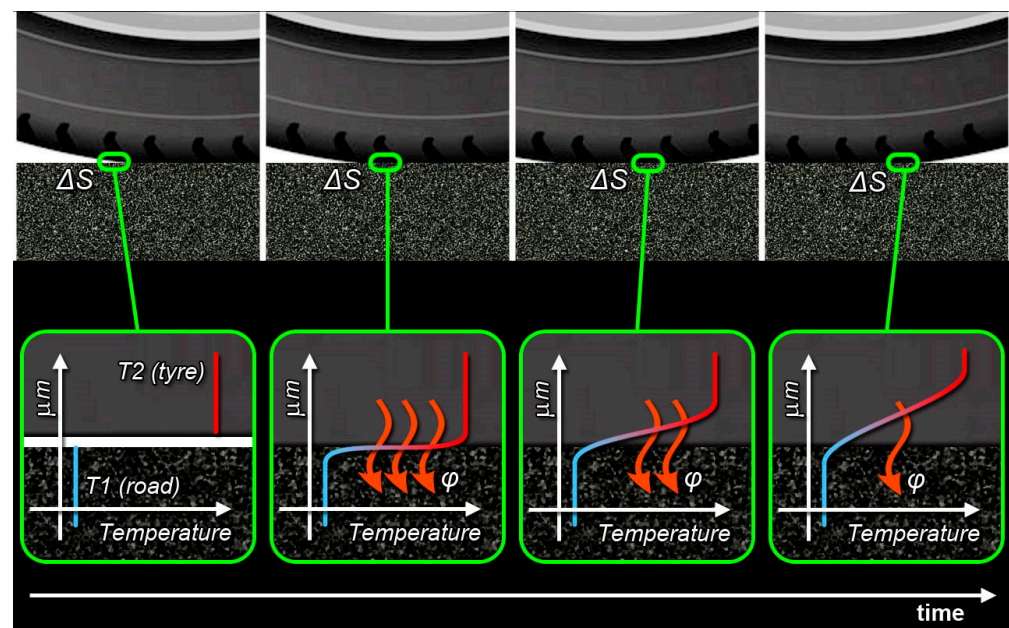 ΔS
ΔS
ΔS
ΔS
μm
T2 (tyre)
T1 (road)
Temperature
μm
φ
Temperature
μm
φ
Temperature
μm
φ
Temperature
time